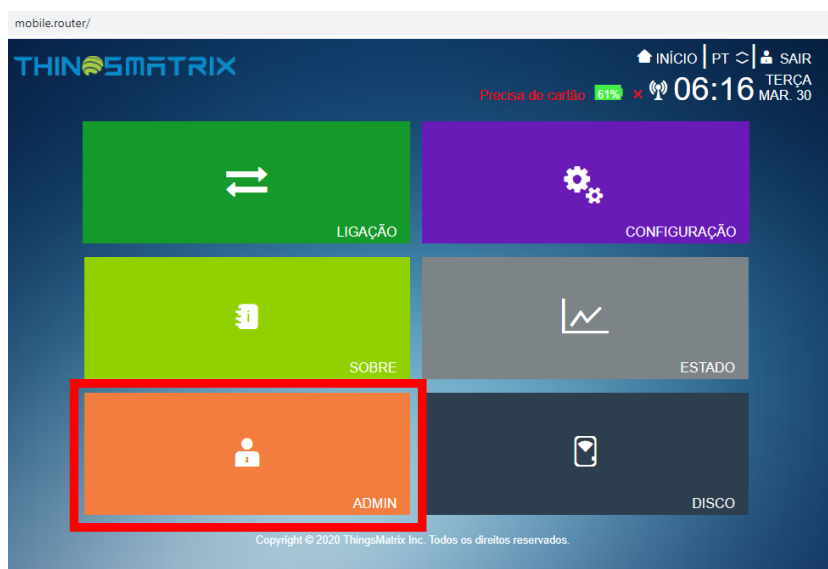 mobile.router/
THINGSMATRIX
INÍCIO | PT | SAIR
Precisa de cartão 61% × 06:16 TERÇA MAR. 30
LIGAÇÃO
CONFIGURAÇÃO
SOBRE
ESTADO
ADMIN
DISCO
Copyright © 2020 ThingsMatrix Inc. Todos os direitos reservados.